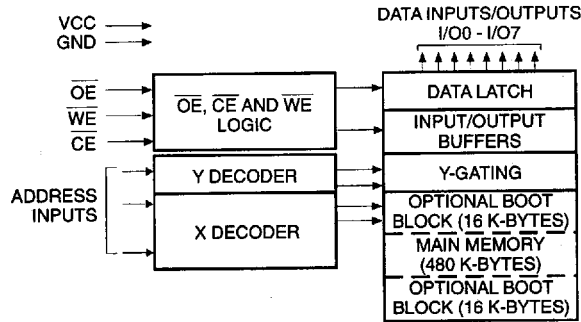 DATA INPUTS/OUTPUTS
I/O0 - I/O7
VCC
GND
OE
WE
CE
OE, CE AND WE
LOGIC
DATA LATCH
INPUT/OUTPUT
BUFFERS
ADDRESS
INPUTS
Y DECODER
Y-GATING
X DECODER
OPTIONAL BOOT
BLOCK (16 K-BYTES)
MAIN MEMORY
(480 K-BYTES)
OPTIONAL BOOT
BLOCK (16 K-BYTES)